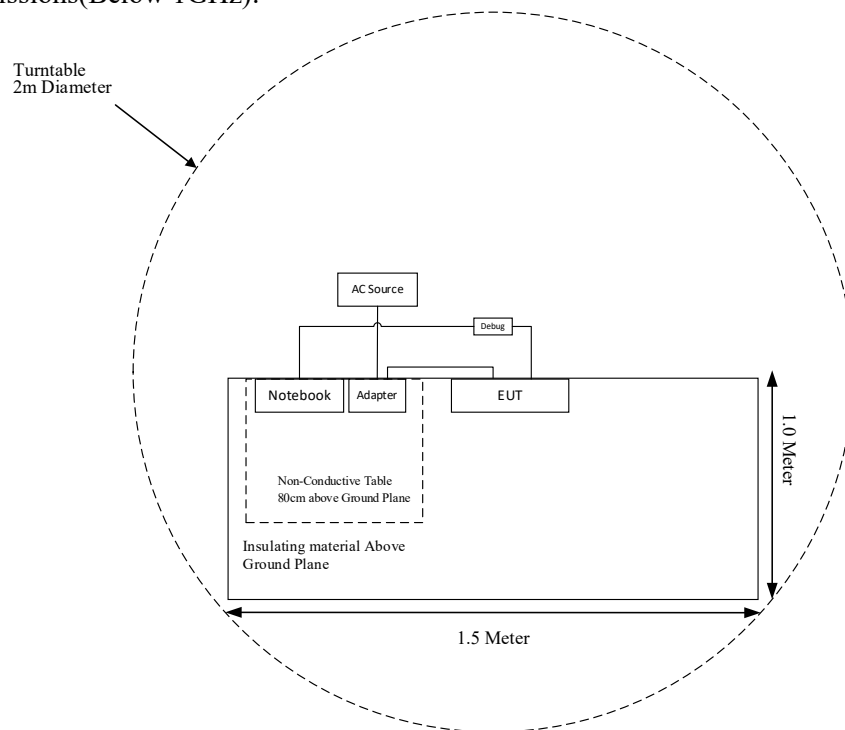 Turntable
2m Diameter
AC Source
Debug
Notebook
Adapter
EUT
1.0 Meter
Non-Conductive Table
80cm above Ground Plane
Insulating material Above
Ground Plane
1.5 Meter